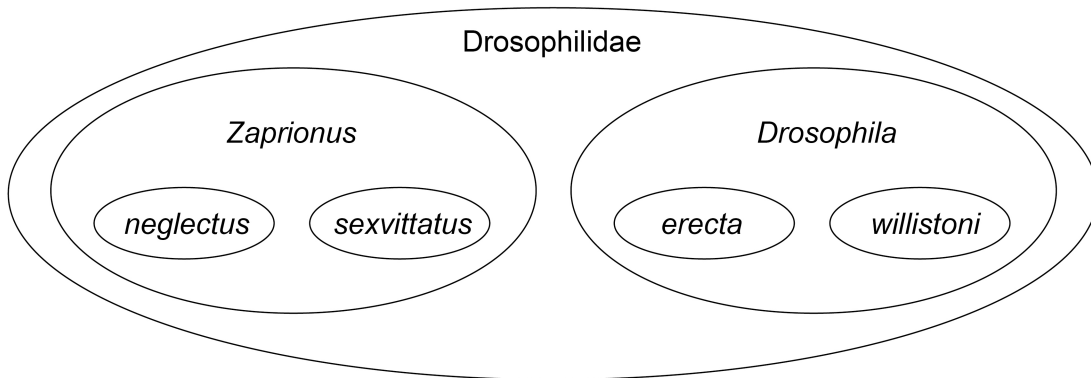 Drosophilidae
Zaprionus
Drosophila
neglectus
sexvittatus
erecta
willistoni